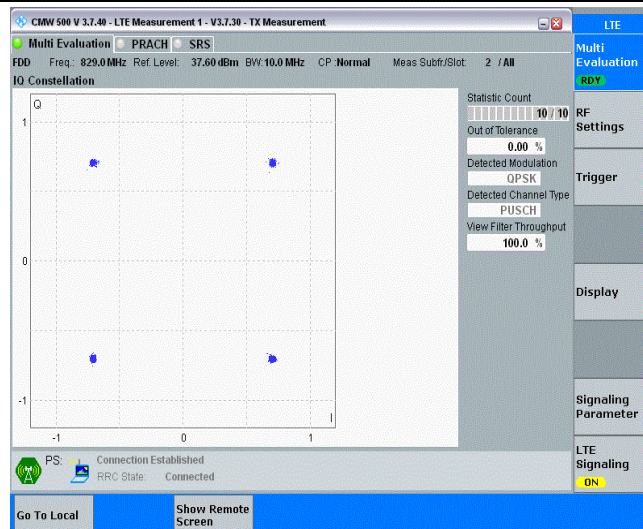 CMW 500 V 3.7.40 - LTE Measurement 1 - V3.7.30 - TX Measurement
LTE
Multi Evaluation PRACH SRS
FDD Freq.: 829.0 MHz Ref. Level: 37.60 dBm BW: 10.0 MHz CP : Normal Meas Subfr./Slot: 2 / All
IQ Constellation
Q
1
0
-1
-1 0 1
I
Statistic Count
10 / 10
Out of Tolerance
0.00 %
Detected Modulation
QPSK
Detected Channel Type
PUSCH
View Filter Throughput
100.0 %
Multi
Evaluation
RDY
RF
Settings
Trigger
Display
Signaling
Parameter
LTE
Signaling
ON
PS: Connection Established
RRC State: Connected
Go To Local
Show Remote
Screen